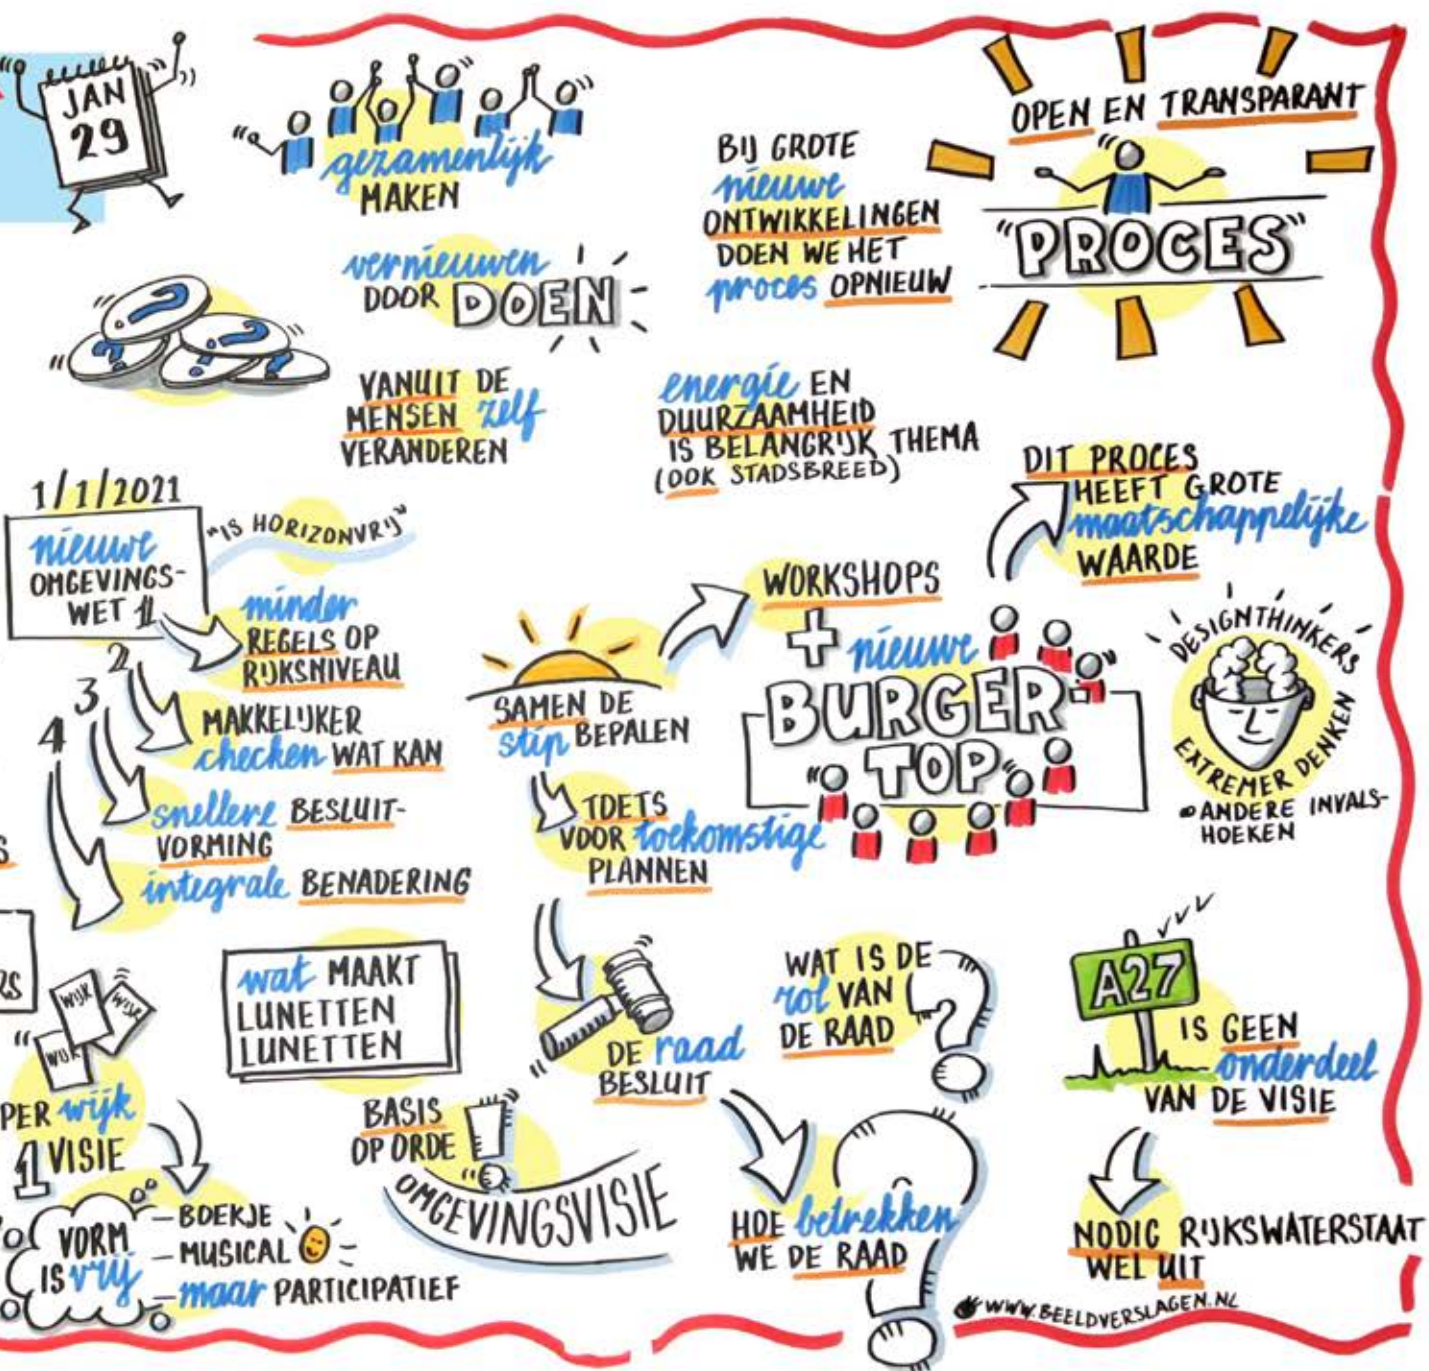 JAN
29
gezamenlijk
MAKEN
vernieuwen
DOOR DOEN
VANUIT DE
MENSEN zelf
VERANDEREN
BIJ GROTE
nieuwe
ONTWIKKELINGEN
DOEN WE HET
proces OPNIEUW
OPEN EN TRANSPARANT
"PROCES"
energie EN
DUURZAAMHEID
IS BELANGRIJK THEMA
(OOK STADSBREED)
DIT PROCES
HEEFT GROTE
maatschappelijke
WAARDE
? ? ? ?
1/1/2021
nieuwe
OMGEVINGS-
WET 1
"IS HORIZONVRIJ"
minder
REGELS OP
RIJKSNIVEAU
2
MAKKELIJKER
checken WAT KAN
3
snellere BESLUIT-
VORMING
4
integrale BENADERING
SAMEN DE
stip BEPALEN
WORKSHOPS
+ nieuwe
BURGER-
TOP
DESIGNTHINKERS
EXTREMER DENKEN
ANDERE INVALS-
HOEKEN
TOETS
VOOR toekomstige
PLANNEN
DE raad
BESLUIT
WAT IS DE
rol VAN
DE RAAD ?
HOE betrekken
WE DE RAAD ?
A27
IS GEEN
onderdeel
VAN DE VISIE
NODIG RIJKSWATERSTAAT
WEL UIT
S
RS
WIJK
WIJK
WIJK
PER wijk
1 VISIE
VORM
IS vrij
- BOEKJE
- MUSICAL
- maar PARTICIPATIEF
wat MAAKT
LUNETTEN
LUNETTEN
BASIS
OP ORDE !
OMGEVINGSVISIE
WWW.BEELDVERSLAGEN.NL